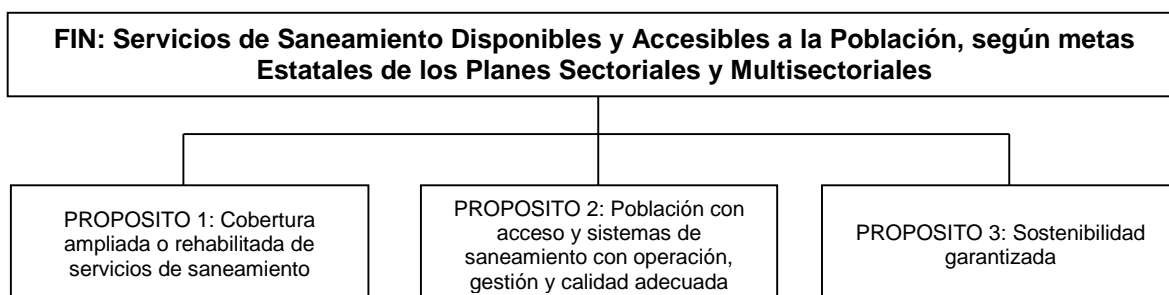 FIN: Servicios de Saneamiento Disponibles y Accesibles a la Población, según metas
Estatales de los Planes Sectoriales y Multisectoriales
PROPOSITO 1: Cobertura
ampliada o rehabilitada de
servicios de saneamiento
PROPOSITO 2: Población con
acceso y sistemas de
saneamiento con operación,
gestión y calidad adecuada
PROPOSITO 3: Sostenibilidad
garantizada